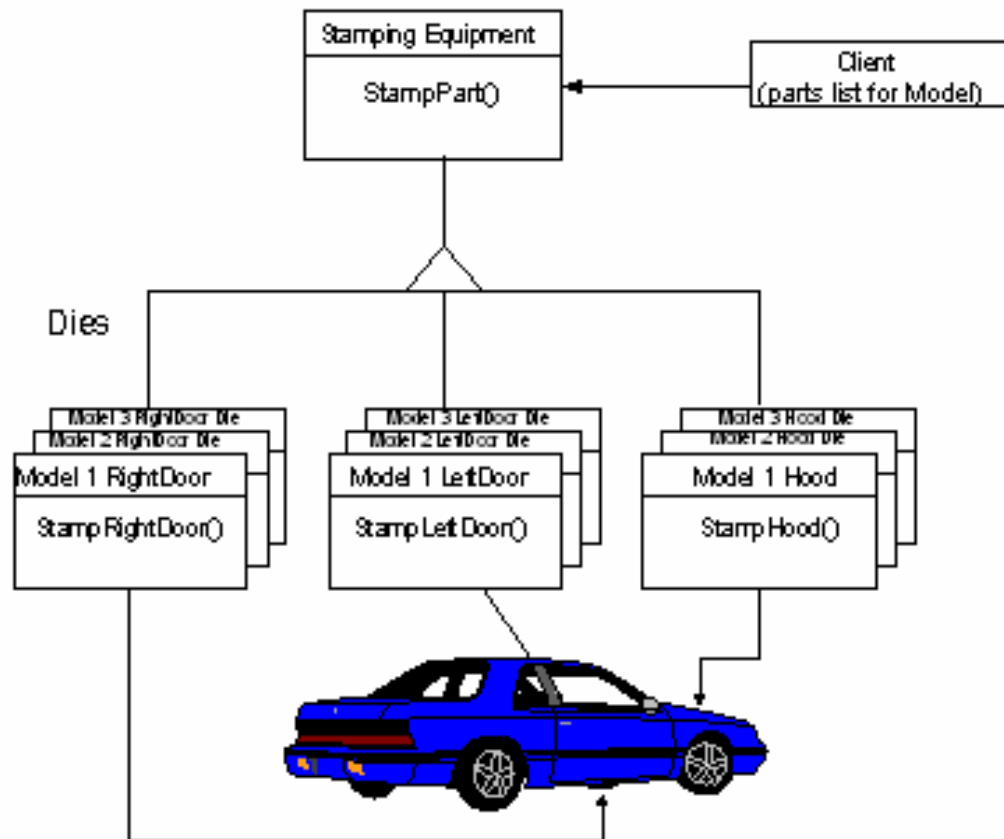 Stamping Equipment
StampPart()
Client
(parts list for Model)
Dies
Model 3 RightDoor Die
Model 2 RightDoor Die
Model 1 RightDoor
StampRightDoor()
Model 3 LeftDoor Die
Model 2 LeftDoor Die
Model 1 LeftDoor
StampLeftDoor()
Model 3 Hood Die
Model 2 Hood Die
Model 1 Hood
StampHood()